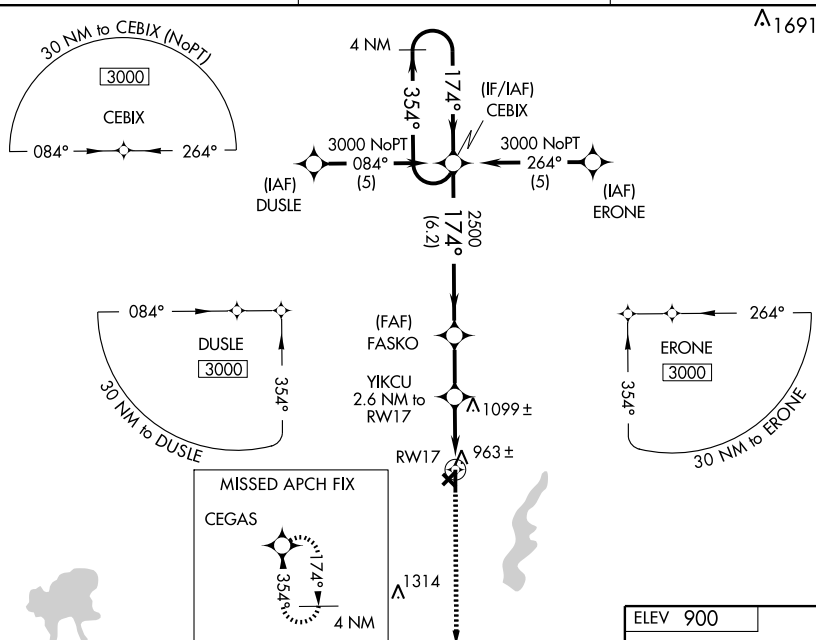 1691
30 NM to CEBIX (NoPT)
3000
CEBIX
084°
264°
4 NM
354°
174°
(IF/IAF)
CEBIX
3000 NoPT
084°
(5)
(IAF)
DUSLE
3000 NoPT
264°
(5)
(IAF)
ERONE
2500
174°
(6.2)
084°
DUSLE
3000
354°
30 NM to DUSLE
(FAF)
FASKO
YIKCU
2.6 NM to
RW17
1099 ±
RW17
963 ±
264°
ERONE
3000
354°
30 NM to ERONE
MISSED APCH FIX
CEGAS
354°
174°
4 NM
1314
ELEV 900